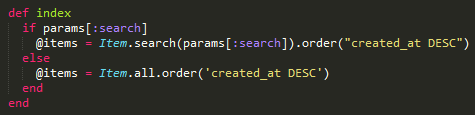 def index
  if params[:search]
    @items = Item.search(params[:search]).order("created_at DESC")
  else
    @items = Item.all.order('created_at DESC')
  end
end